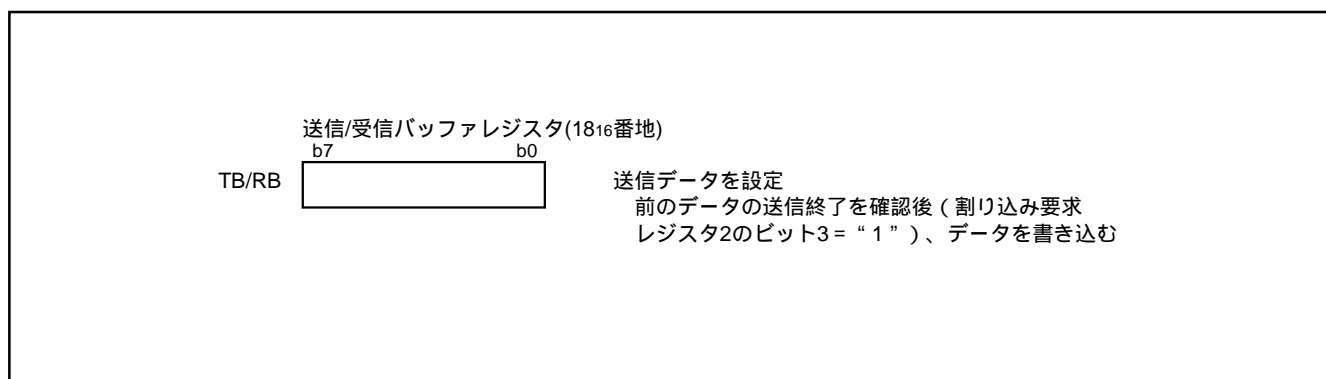 送信/受信バッファレジスタ(1816番地)
b7 b0
TB/RB
送信データを設定
前のデータの送信終了を確認後(割り込み要求
レジスタ2のビット3=“1”)、データを書き込む